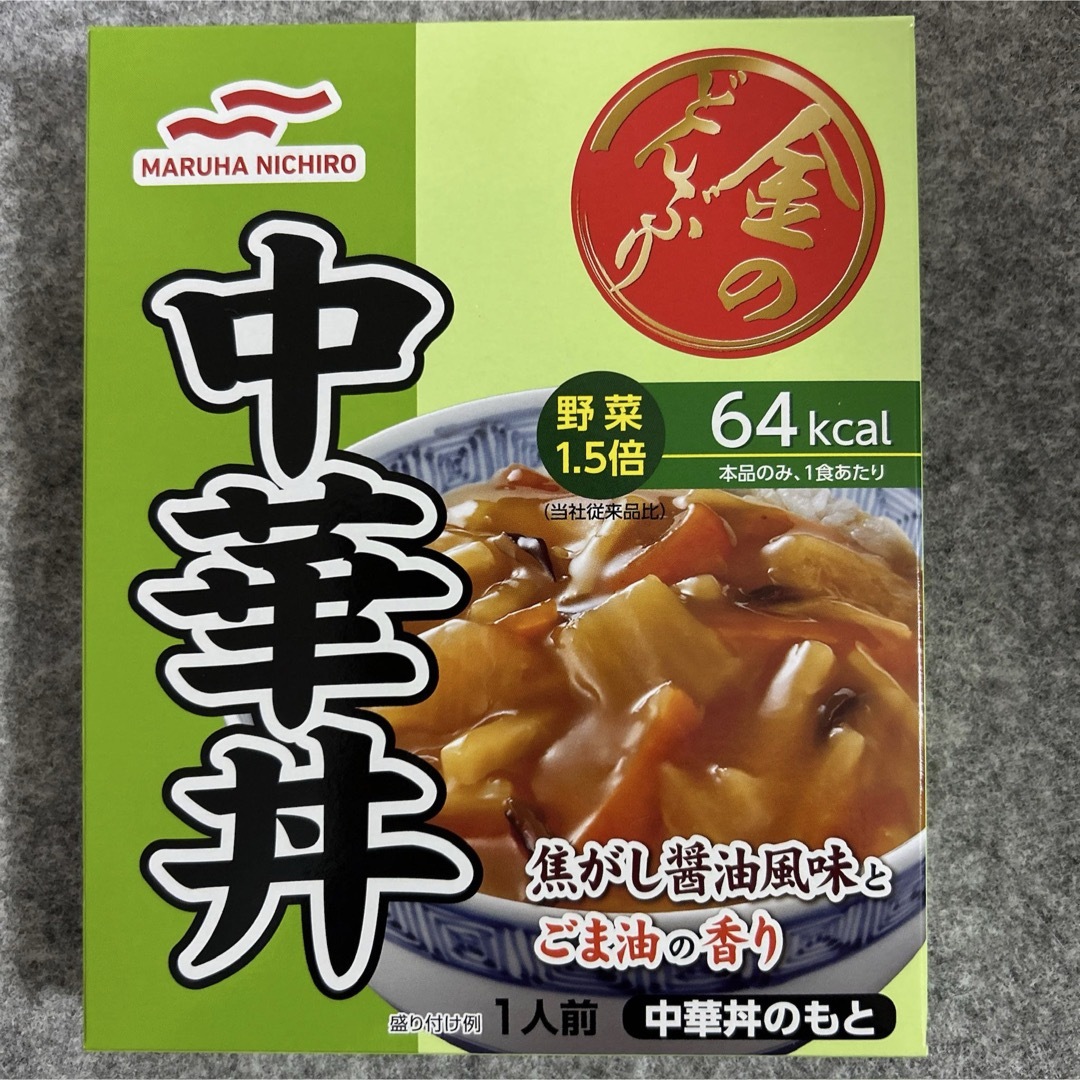 MARUHA NICHIRO
金の
どんぶり
中華丼
野菜
1.5倍
(当社従来品比)
64kcal
本品のみ、1食あたり
焦がし醤油風味と
ごま油の香り
盛り付け例
1人前
中華丼のもと